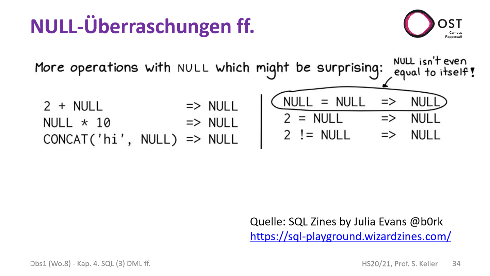 NULL-Überraschungen ff.
OST
More operations with NULL which might be surprising:
NULL isn't even
equal to itself!
2 + NULL => NULL
NULL * 10 => NULL
CONCAT('hi', NULL) => NULL
NULL = NULL => NULL
2 = NULL => NULL
2 != NULL => NULL
Quelle: SQL Zines by Julia Evans @b0rk
https://sql-playground.wizardzines.com/
Dbs1 (Wo.8) - Kap. 4. SQL (3) DML ff.
HS20/21, Prof. S. Keller
34